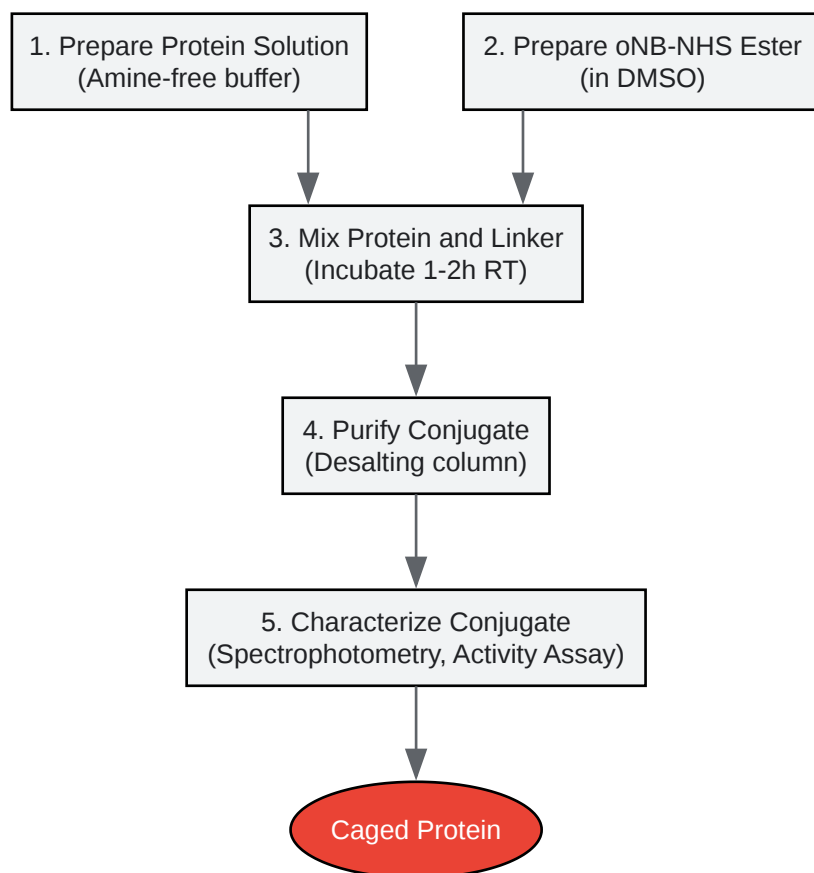 1. Prepare Protein Solution
(Amine-free buffer)
2. Prepare oNB-NHS Ester
(in DMSO)
3. Mix Protein and Linker
(Incubate 1-2h RT)
4. Purify Conjugate
(Desalting column)
5. Characterize Conjugate
(Spectrophotometry, Activity Assay)
Caged Protein